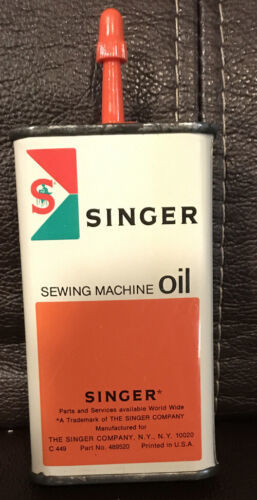 S
SINGER
SEWING MACHINE oil
SINGER*
Parts and Services available World Wide
*A Trademark of THE SINGER COMPANY
Manufactured for
THE SINGER COMPANY, N.Y., N.Y. 10020
C 449 Part No. 489520 Printed in U.S.A.